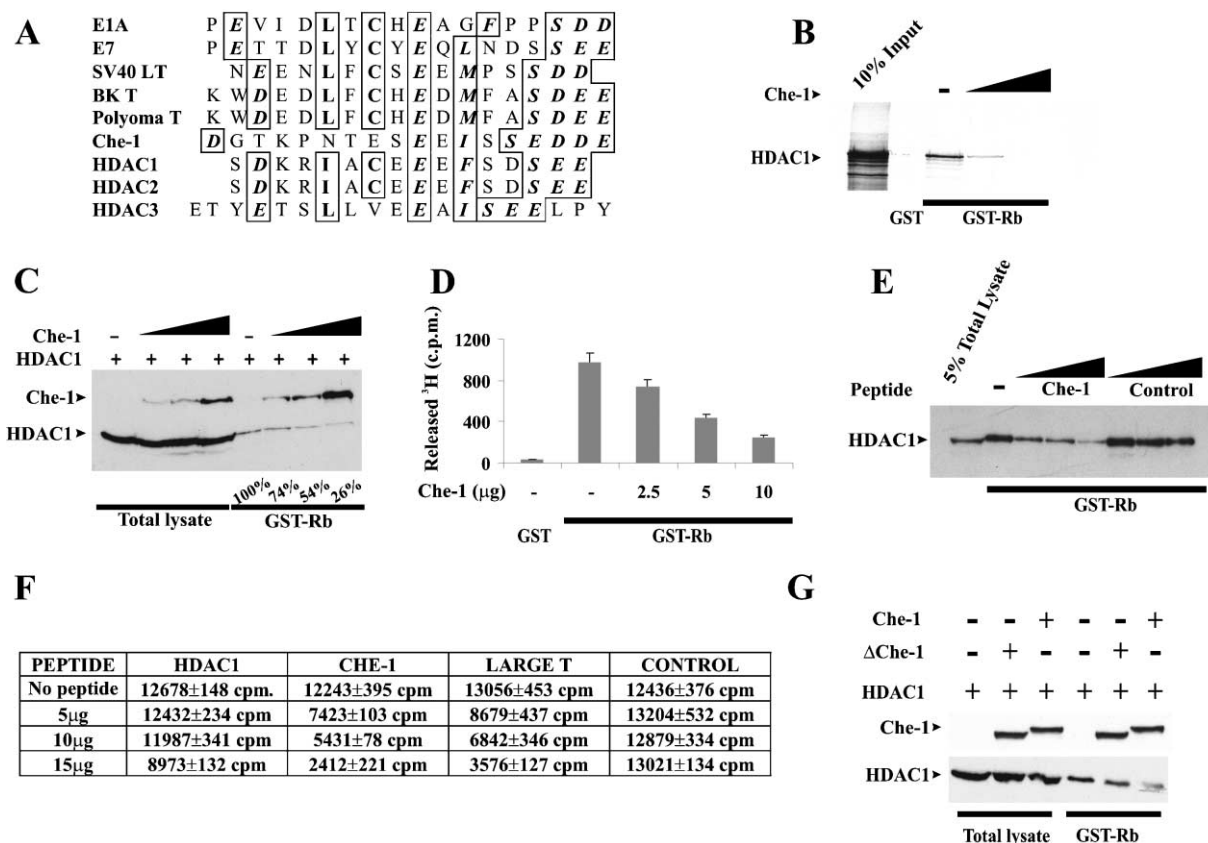 A
E1A P E V I D L T C H E A G F P P S D D
E7 P E T T D L Y C Y E Q L N D S S E E
SV40 LT N E E N L F C S E E M P S S D D
BK T K W D E D L F C H E D M F A S D E E
Polyoma T K W D E D L F C H E D M F A S D E E
Che-1 D G T K P N T E S E E I S S E D D E
HDAC1 S D K R I A C E E E F S D S E E
HDAC2 S D K R I A C E E E F S D S E E
HDAC3 E T Y E T S L L V E E A I S E E L P Y
B
10% Input
Che-1 –
HDAC1
GST GST-Rb
C
Che-1 – –
HDAC1 + + + + + + + +
Che-1
HDAC1
100% 74% 54% 26%
Total lysate GST-Rb
D
Released ³H (c.p.m.)
1200
800
400
0
Che-1 (µg) - - 2.5 5 10
GST GST-Rb
E
5% Total Lysate
Peptide – Che-1 Control
HDAC1
GST-Rb
F
PEPTIDE HDAC1 CHE-1 LARGE T CONTROL
No peptide 12678±148 cpm. 12243±395 cpm 13056±453 cpm 12436±376 cpm
5µg 12432±234 cpm 7423±103 cpm 8679±437 cpm 13204±532 cpm
10µg 11987±341 cpm 5431±78 cpm 6842±346 cpm 12879±334 cpm
15µg 8973±132 cpm 2412±221 cpm 3576±127 cpm 13021±134 cpm
G
Che-1 - - + - - +
ΔChe-1 - + - - + -
HDAC1 + + + + + +
Che-1
HDAC1
Total lysate GST-Rb